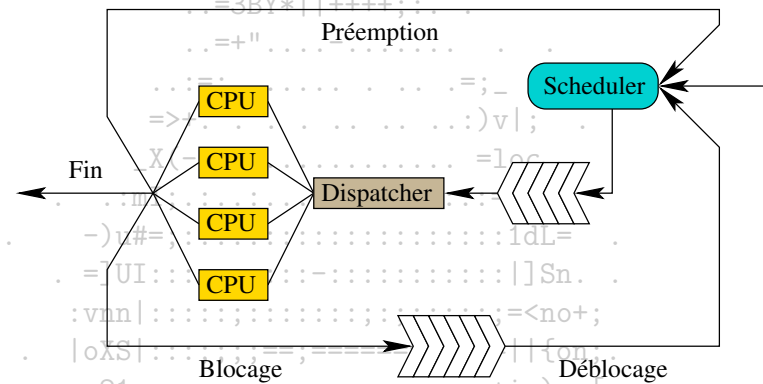 Préemption
Scheduler
CPU
CPU
Fin
Dispatcher
CPU
CPU
Blocage
Déblocage